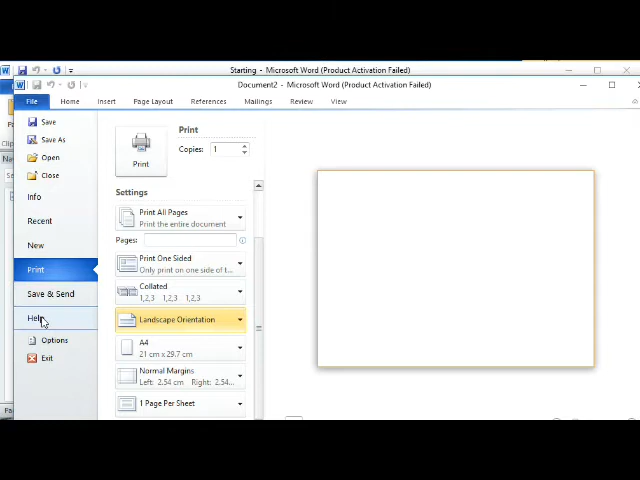 Starting - Microsoft Word (Product Activation Failed)
Document2 - Microsoft Word (Product Activation Failed)
File Home Insert Page Layout References Mailings Review View
Save
Save As
Open
Close
Info
Recent
New
Print
Save & Send
Help
Options
Exit
Print
Print
Copies: 1
Settings
Print All Pages
Print the entire document
Pages:
Print One Sided
Only print on one side of t...
Collated
1,2,3 1,2,3 1,2,3
Landscape Orientation
A4
21 cm x 29.7 cm
Normal Margins
Left: 2.54 cm Right: 2.54...
1 Page Per Sheet